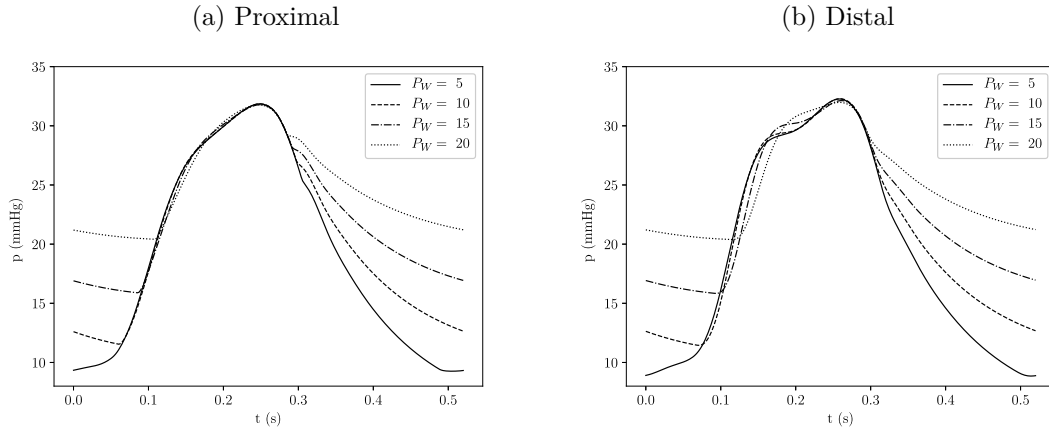 (a) Proximal
35
30
25
20
15
10
p (mmHg)
0.0 0.1 0.2 0.3 0.4 0.5
t (s)
P_W = 5
P_W = 10
P_W = 15
P_W = 20
(b) Distal
35
30
25
20
15
10
p (mmHg)
0.0 0.1 0.2 0.3 0.4 0.5
t (s)
P_W = 5
P_W = 10
P_W = 15
P_W = 20